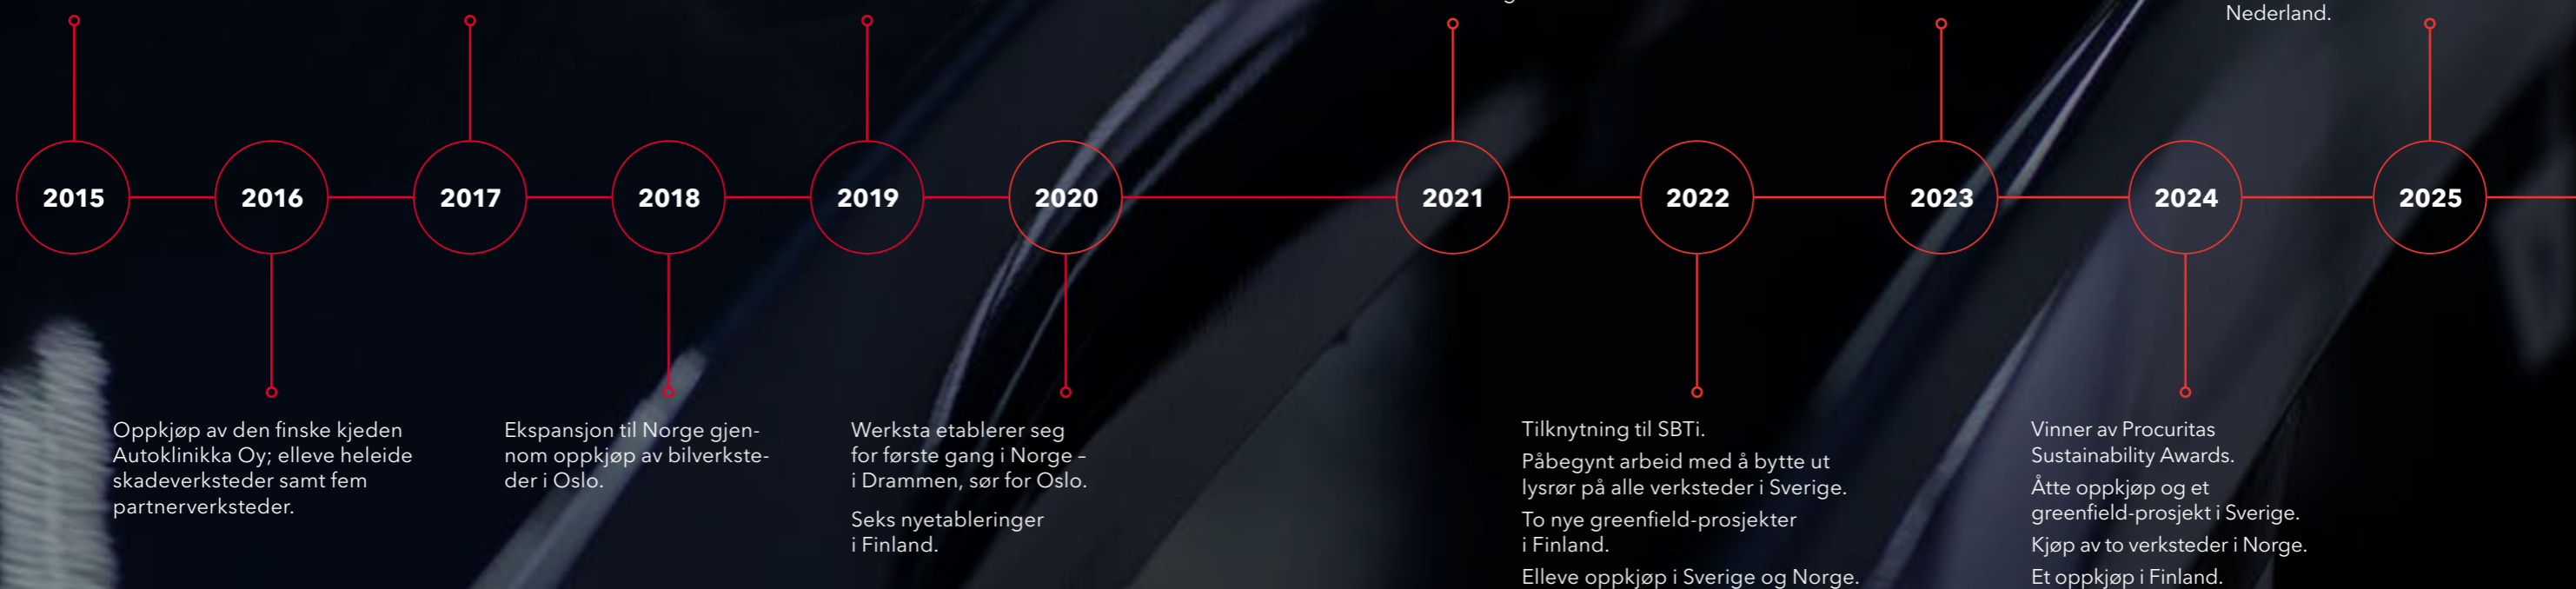 Nederland.
2015
2016
2017
2018
2019
2020
2021
2022
2023
2024
2025
Oppkjøp av den finske kjeden
Autoklinikka Oy; elleve heleide
skadeverksteder samt fem
partnerverksteder.
Ekspansjon til Norge gjen-
nom oppkjøp av bilverkste-
der i Oslo.
Werksta etablerer seg
for første gang i Norge –
i Drammen, sør for Oslo.
Seks nyetableringer
i Finland.
Tilknytning til SBTi.
Påbegynt arbeid med å bytte ut
lysrør på alle verksteder i Sverige.
To nye greenfield-prosjekter
i Finland.
Elleve oppkjøp i Sverige og Norge.
Vinner av Procuritas
Sustainability Awards.
Åtte oppkjøp og et
greenfield-prosjekt i Sverige.
Kjøp av to verksteder i Norge.
Et oppkjøp i Finland.